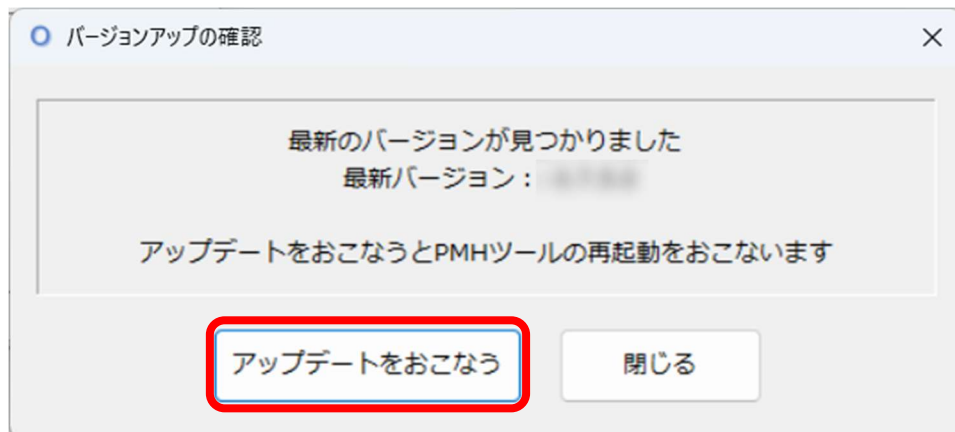 バージョンアップの確認
最新のバージョンが見つかりました
最新バージョン：
アップデートをおこなうとPMHツールの再起動をおこないます
アップデートをおこなう
閉じる